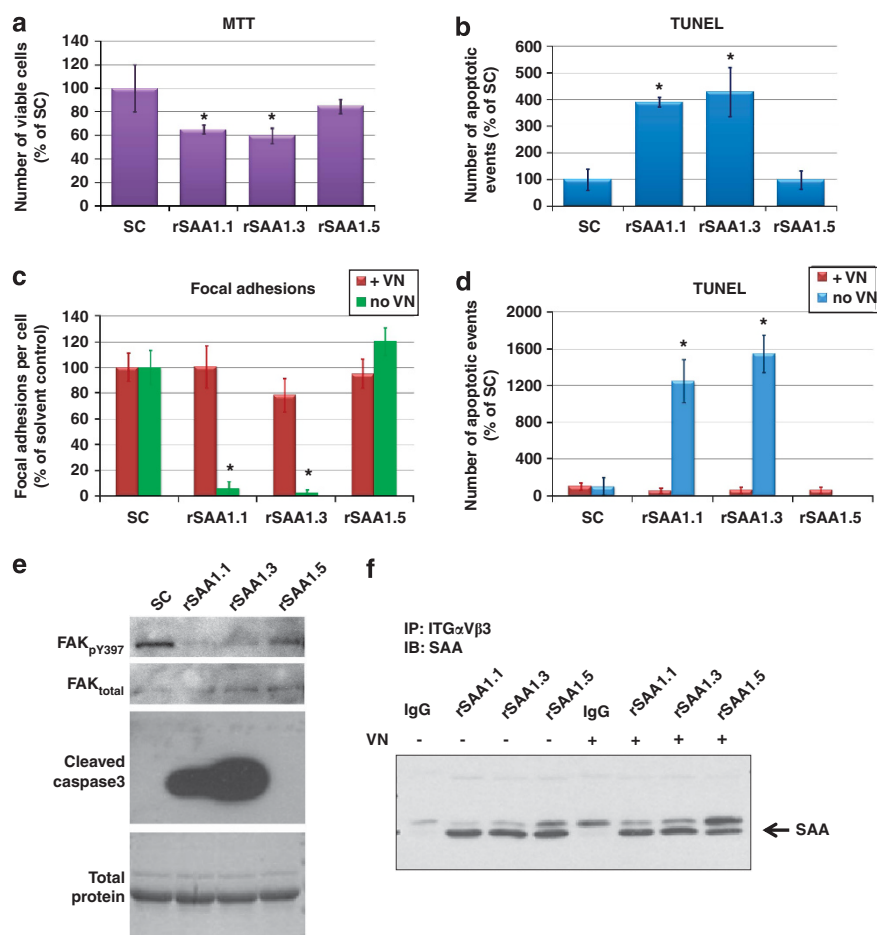 a
MTT
Number of viable cells
(% of SC)
140
120
100
80
60
40
20
0
*
*
SC rSAA1.1 rSAA1.3 rSAA1.5
b
TUNEL
Number of apoptotic
events (% of SC)
600
500
400
300
200
100
0
*
*
SC rSAA1.1 rSAA1.3 rSAA1.5
c
Focal adhesions
+ VN
no VN
Focal adhesions per cell
(% of solvent control)
140
120
100
80
60
40
20
0
*
*
SC rSAA1.1 rSAA1.3 rSAA1.5
d
TUNEL
+ VN
no VN
Number of apoptotic events
(% of SC)
2000
1600
1200
800
400
0
*
*
SC rSAA1.1 rSAA1.3 rSAA1.5
e
SC rSAA1.1 rSAA1.3 rSAA1.5
FAKpY397
FAKtotal
Cleaved
caspase3
Total
protein
f
IP: ITGαVβ3
IB: SAA
IgG rSAA1.1 rSAA1.3 rSAA1.5 IgG rSAA1.1 rSAA1.3 rSAA1.5
VN - - - - + + + +
← SAA